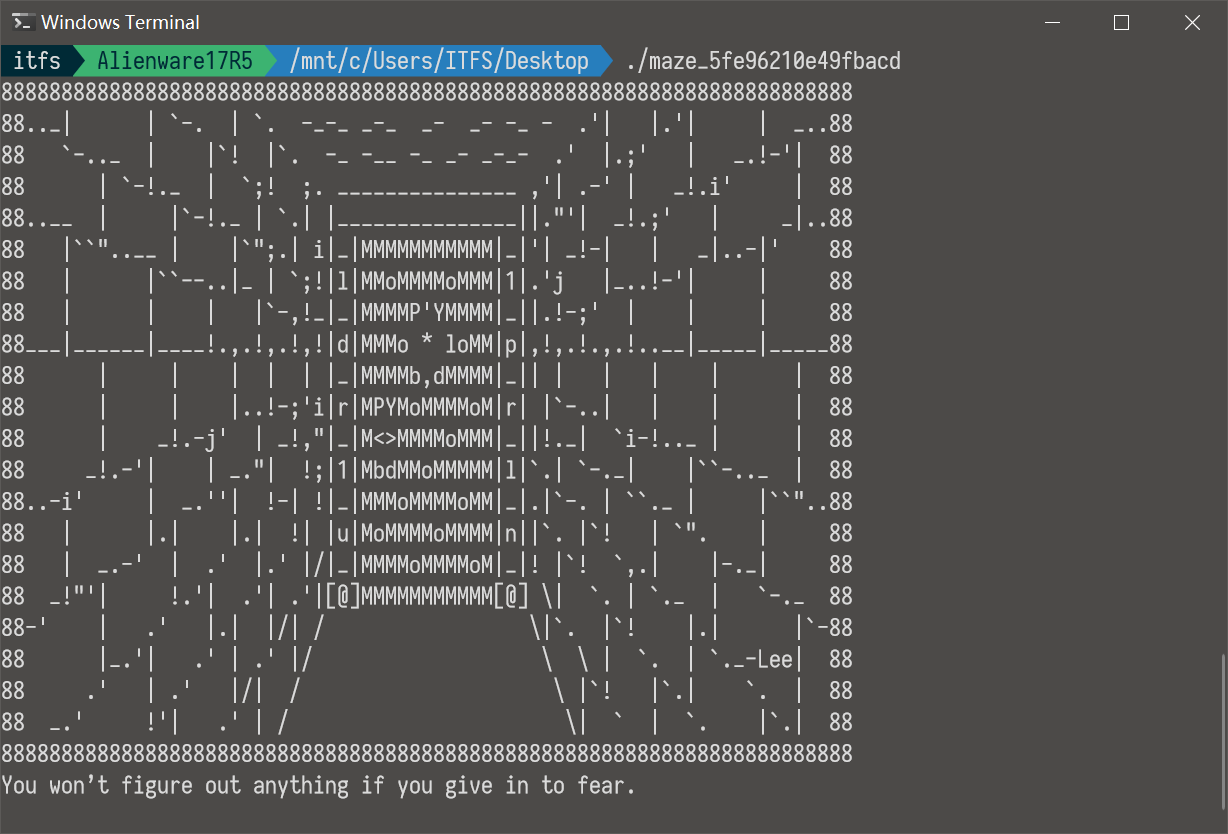 Windows Terminal
itfs Alienware17R5 /mnt/c/Users/ITFS/Desktop ./maze_5fe96210e49fbacd
88888888888888888888888888888888888888888888888888888888888888888888888
88.._|      | `-.  | `.  -_-_ _-_  _-  _- -_ -  .'|   |.'|     |  _..88
88   `-.._  |    |`!  |`.  -_ -__ -_ _- _-_-  .'  |.;'   |   _.!-'|  88
88      | `-!._  |  `;!  ;. _______________ ,'| .-' |   _!.i'     |  88
88..__  |     |`-!._ | `.| |_______________||."'|  _!.;'   |     _|..88
88   |``"..__ |    |`";.| i|_|MMMMMMMMMMM|_|'| _!-|   |   _|..-|'    88
88   |      |``--..|_ | `;!|l|MMoMMMMoMMM|1|.'j   |_..!-'|     |     88
88   |      |    |   |`-,!_|_|MMMMP'YMMMM|_||.!-;'  |    |     |     88
88___|______|____!.,.!,.!,!|d|MMMo * loMM|p|,!,.!.,.!..__|_____|_____88
88      |     |    |  |  | |_|MMMMb,dMMMM|_|| |   |   |    |      |  88
88      |     |    |..!-;'i|r|MPYMoMMMMoM|r| |`-..|   |    |      |  88
88      |    _!.-j'  | _!,"|_|M<>MMMMoMMM|_||!._|  `i-!.._ |      |  88
88     _!.-'|    | _."|  !;|1|MbdMMoMMMMM|l|`.| `-._|    |``-.._  |  88
88..-i'     |  _.''|  !-| !|_|MMMoMMMMoMM|_|.|`-. | ``._ |     |``"..88
88   |      |.|    |.|  !| |u|MoMMMMoMMMM|n||`. |`!   | `".    |     88
88   |  _.-'  |  .'  |.' |/|_|MMMMoMMMMoM|_|! |`!  `,.|    |-._|     88
88  _!"'|     !.'|  .'| .'|[@]MMMMMMMMMMM[@] \|  `. | `._  |   `-._  88
88-'    |   .'   |.|  |/| /                 \|`.  |`!    |.|      |`-88
88      |_.'|   .' | .' |/                   \  \ |  `.  | `._-Lee|  88
88     .'   | .'   |/|  /                     \ |`!   |`.|    `.  |  88
88  _.'     !'|   .' | /                       \|  `  |  `.    |`.|  88
88888888888888888888888888888888888888888888888888888888888888888888888
You won't figure out anything if you give in to fear.